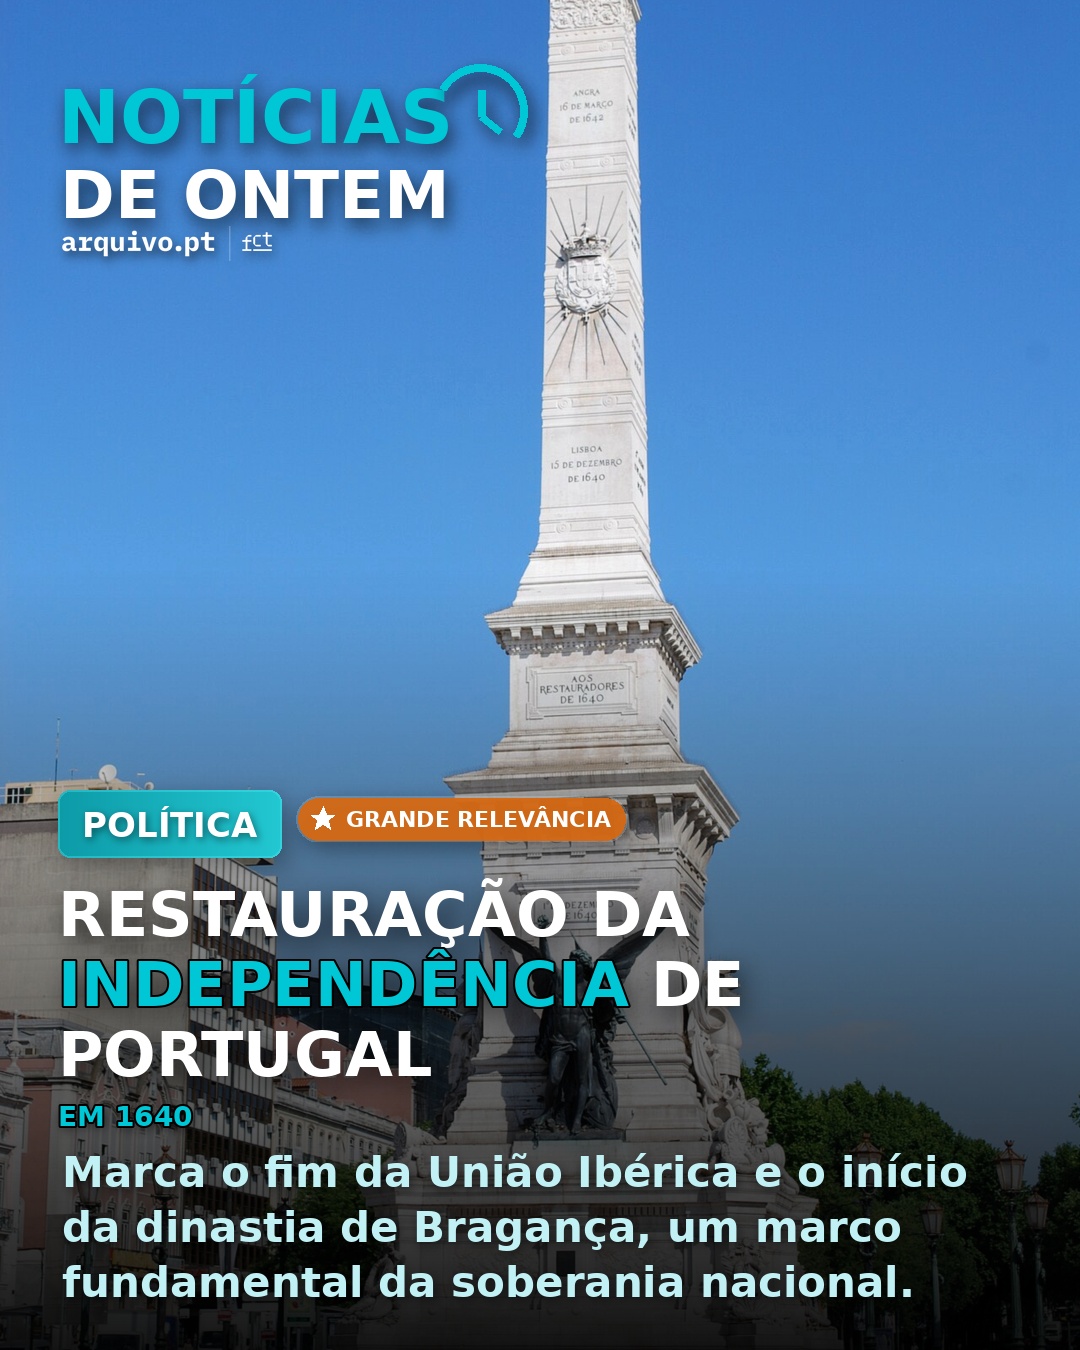 NOTÍCIAS
DE ONTEM
arquivo.pt
fct
ANGRA
16 DE MARÇO
DE 1642
LISBOA
15 DE DEZEMBRO
DE 1640
AOS
RESTAURADORES
DE 1640
POLÍTICA
GRANDE RELEVÂNCIA
RESTAURAÇÃO DA
INDEPENDÊNCIA DE
PORTUGAL
EM 1640
Marca o fim da União Ibérica e o início
da dinastia de Bragança, um marco
fundamental da soberania nacional.